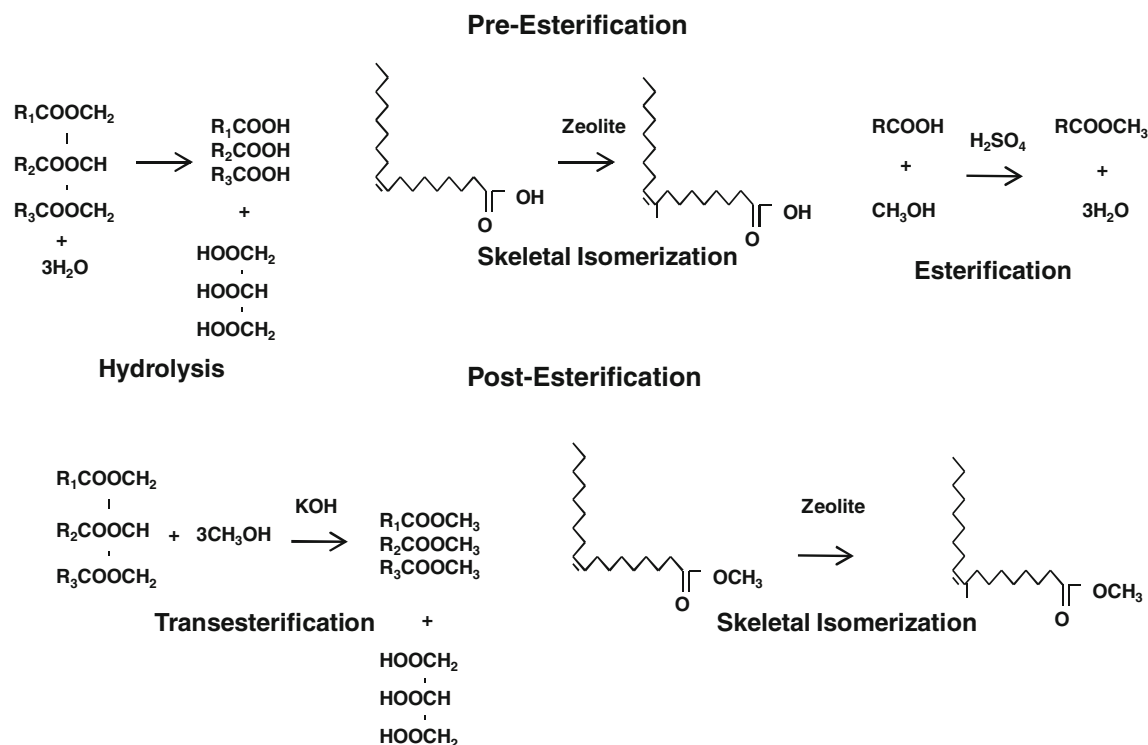 Pre-Esterification
R₁COOCH₂
R₂COOCH
R₃COOCH₂
+
3H₂O
R₁COOH
R₂COOH
R₃COOH
+
HOOCH₂
HOOCH
HOOCH₂
Hydrolysis
OH
O
Zeolite
OH
O
Skeletal Isomerization
RCOOH
+
CH₃OH
H₂SO₄
RCOOCH₃
+
3H₂O
Esterification
Post-Esterification
R₁COOCH₂
R₂COOCH
R₃COOCH₂
+
3CH₃OH
KOH
R₁COOCH₃
R₂COOCH₃
R₃COOCH₃
+
HOOCH₂
HOOCH
HOOCH₂
Transesterification
OCH₃
O
Zeolite
OCH₃
O
Skeletal Isomerization